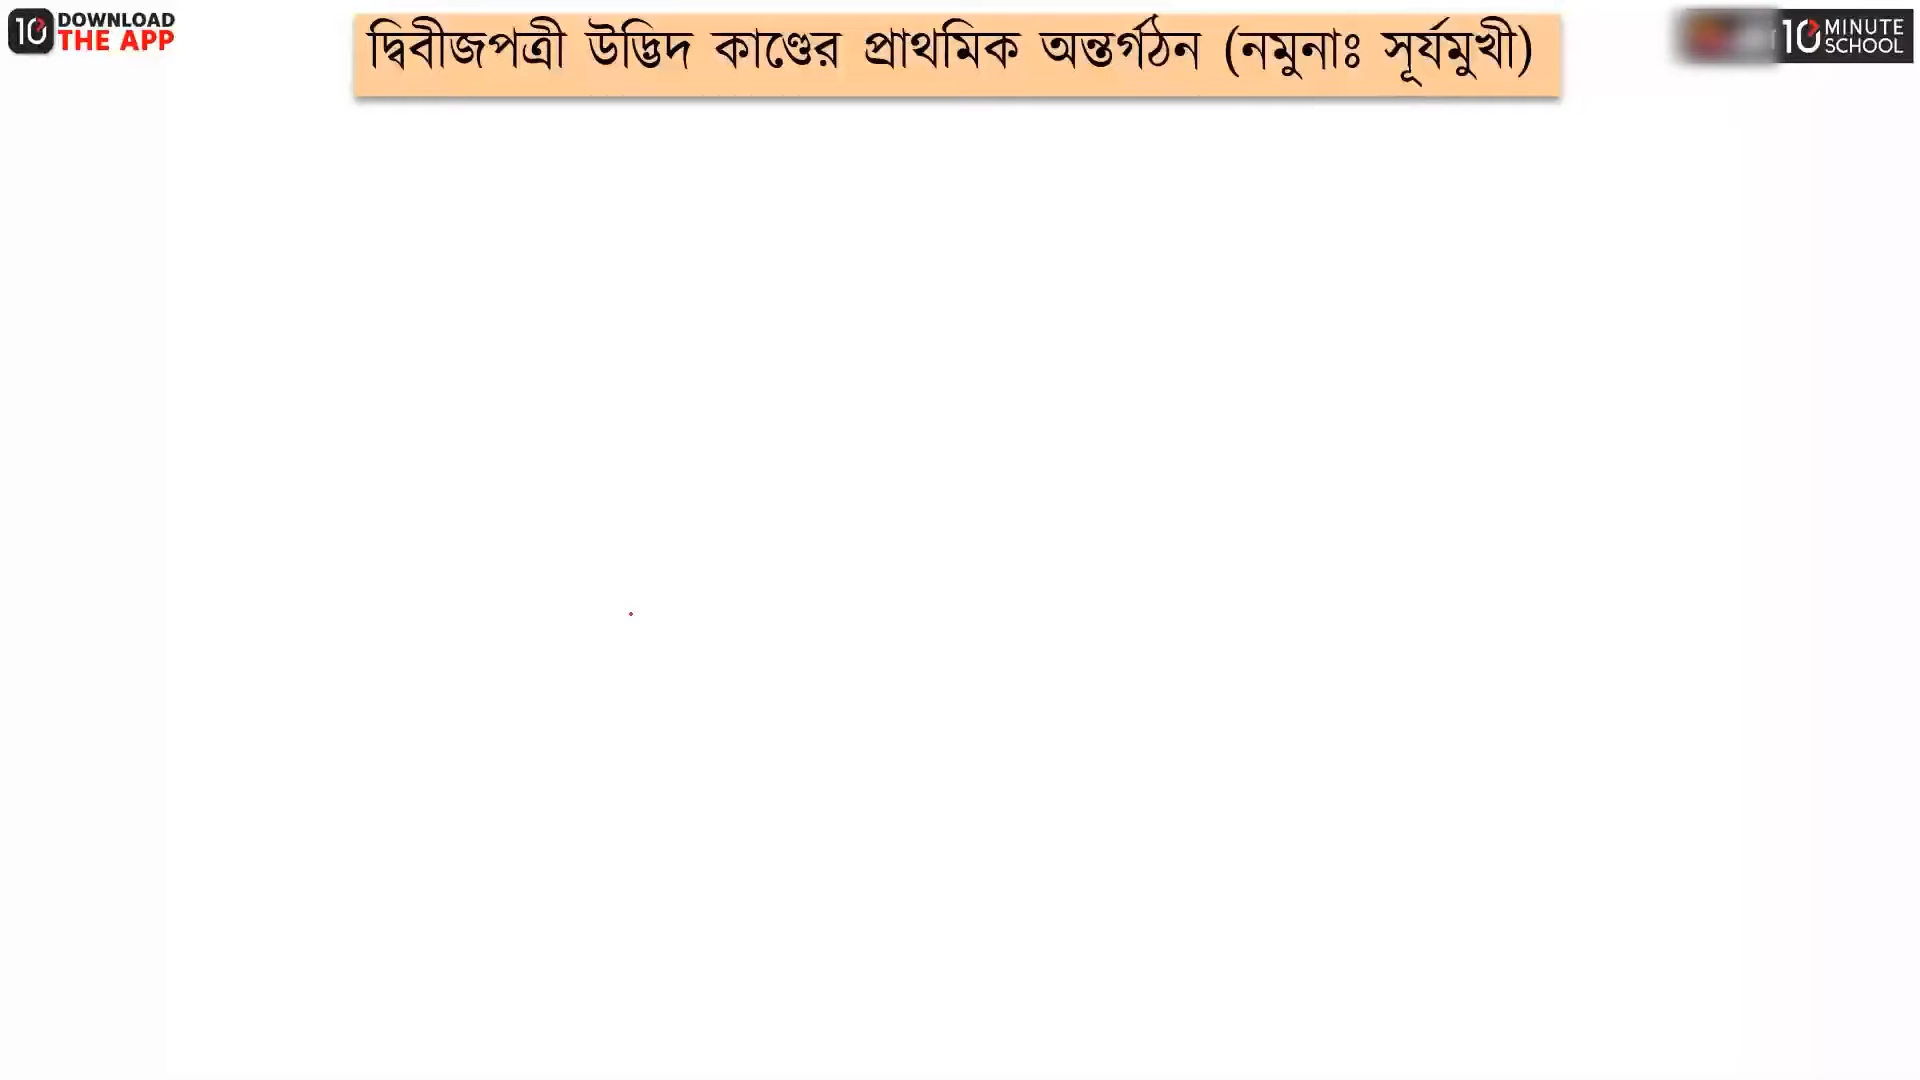 10 DOWNLOAD
THE APP
দ্বিবীজপত্রী উদ্ভিদ কাণ্ডের প্রাথমিক অন্তর্গঠন (নমুনাঃ সূর্যমুখী)
10 MINUTE
SCHOOL